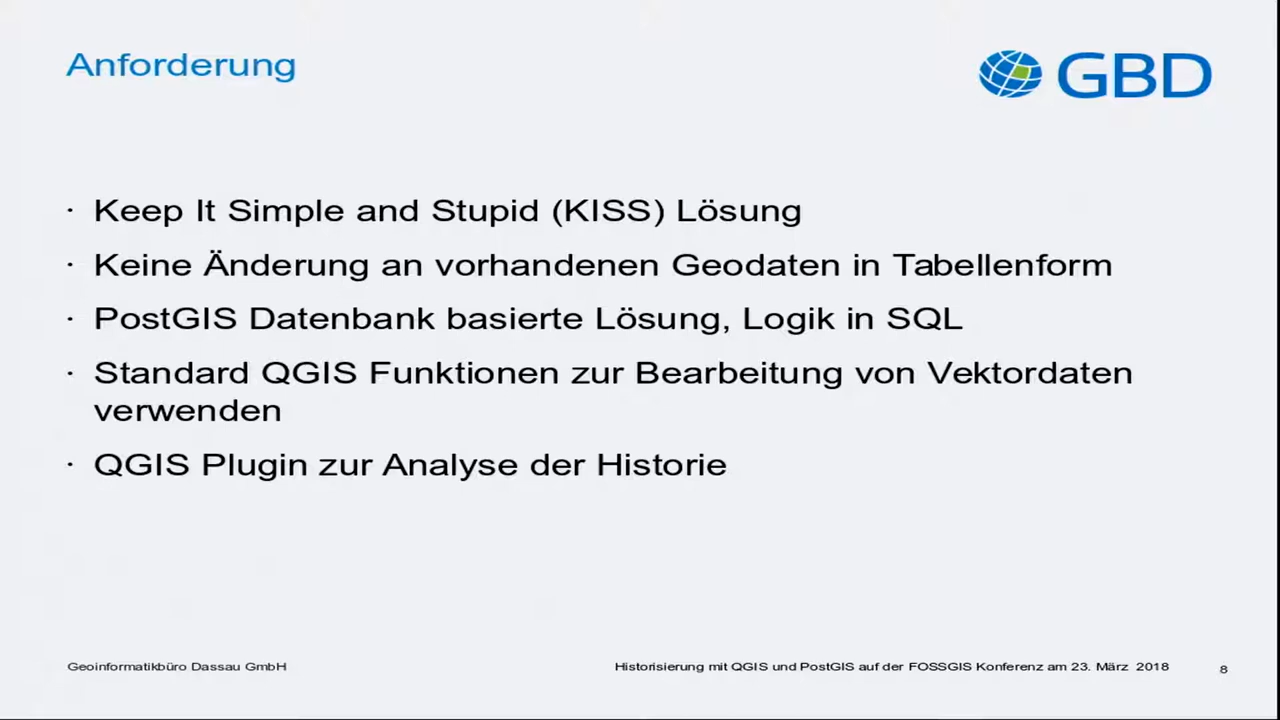 Anforderung
GBD
· Keep It Simple and Stupid (KISS) Lösung
· Keine Änderung an vorhandenen Geodaten in Tabellenform
· PostGIS Datenbank basierte Lösung, Logik in SQL
· Standard QGIS Funktionen zur Bearbeitung von Vektordaten
verwenden
· QGIS Plugin zur Analyse der Historie
Geoinformatikbüro Dassau GmbH
Historisierung mit QGIS und PostGIS auf der FOSSGIS Konferenz am 23. März 2018
8